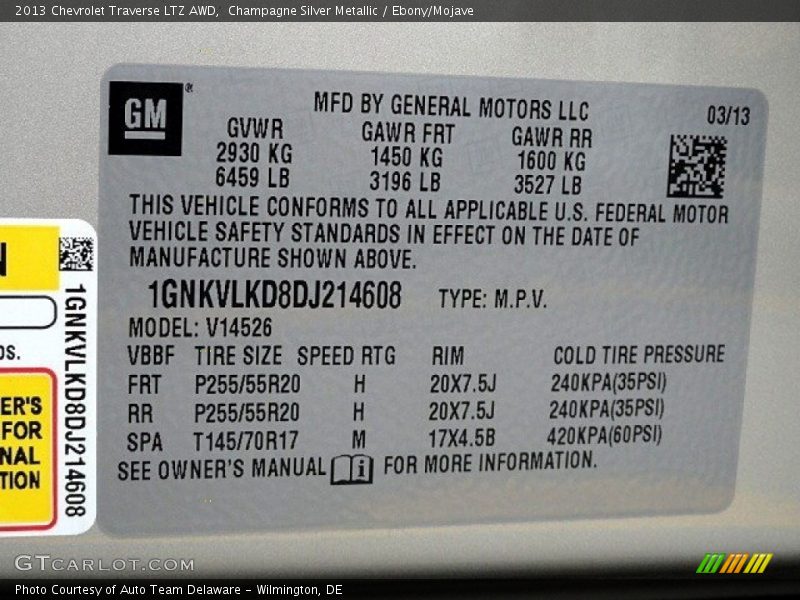 2013 Chevrolet Traverse LTZ AWD,  Champagne Silver Metallic / Ebony/Mojave
GM®
MFD BY GENERAL MOTORS LLC
03/13
GVWR GAWR FRT GAWR RR
2930 KG 1450 KG 1600 KG
6459 LB 3196 LB 3527 LB
THIS VEHICLE CONFORMS TO ALL APPLICABLE U.S. FEDERAL MOTOR
VEHICLE SAFETY STANDARDS IN EFFECT ON THE DATE OF
MANUFACTURE SHOWN ABOVE.
1GNKVLKD8DJ214608 TYPE: M.P.V.
MODEL: V14526
VBBF TIRE SIZE SPEED RTG RIM COLD TIRE PRESSURE
FRT P255/55R20 H 20X7.5J 240KPA(35PSI)
RR P255/55R20 H 20X7.5J 240KPA(35PSI)
SPA T145/70R17 M 17X4.5B 420KPA(60PSI)
SEE OWNER'S MANUAL i FOR MORE INFORMATION.
N
1GNKVLKD8DJ214608
DS.
ER'S
FOR
NAL
TION
GTCARLOT.COM
Photo Courtesy of Auto Team Delaware - Wilmington, DE